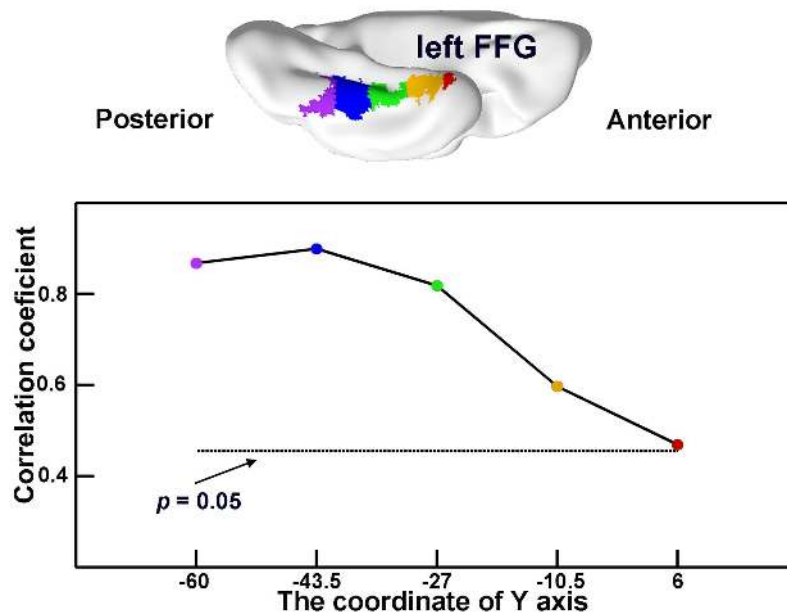 left FFG
Posterior
Anterior
Correlation coeficient
0.8
0.6
0.4
p = 0.05
-60 -43.5 -27 -10.5 6
The coordinate of Y axis